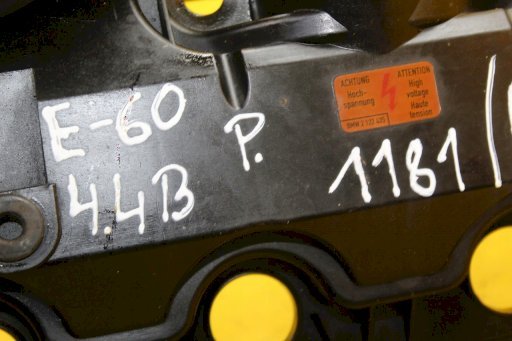 E-60
4.4B
P.
1181
ACHTUNG
Hoch-
spannung
ATTENTION
High
voltage
Haute
tension